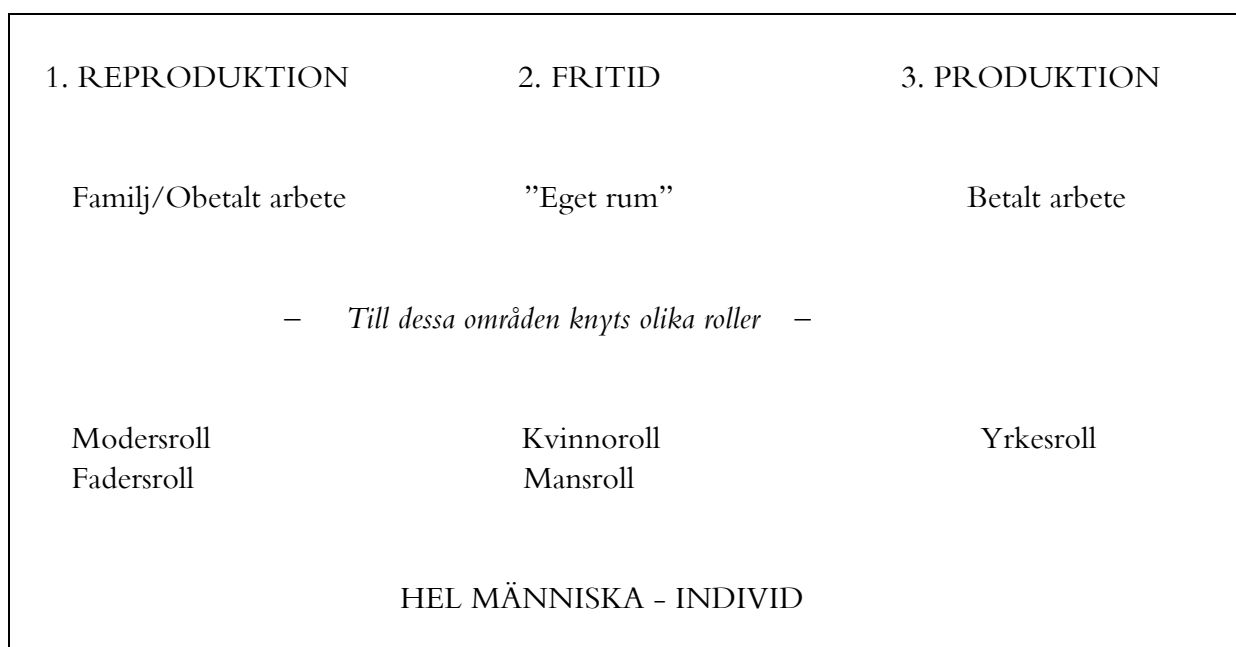 1. REPRODUKTION 2. FRITID 3. PRODUKTION
Familj/Obetalt arbete ”Eget rum” Betalt arbete
– Till dessa områden knyts olika roller –
Modersroll Kvinnoroll Yrkesroll
Fadersroll Mansroll
HEL MÄNNISKA - INDIVID